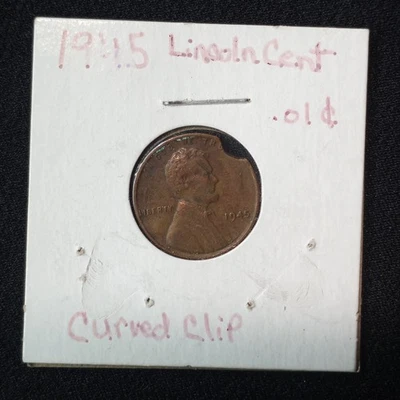 1945 Lincoln Cent
.01¢
LIBERTY 1945
Curved Clip